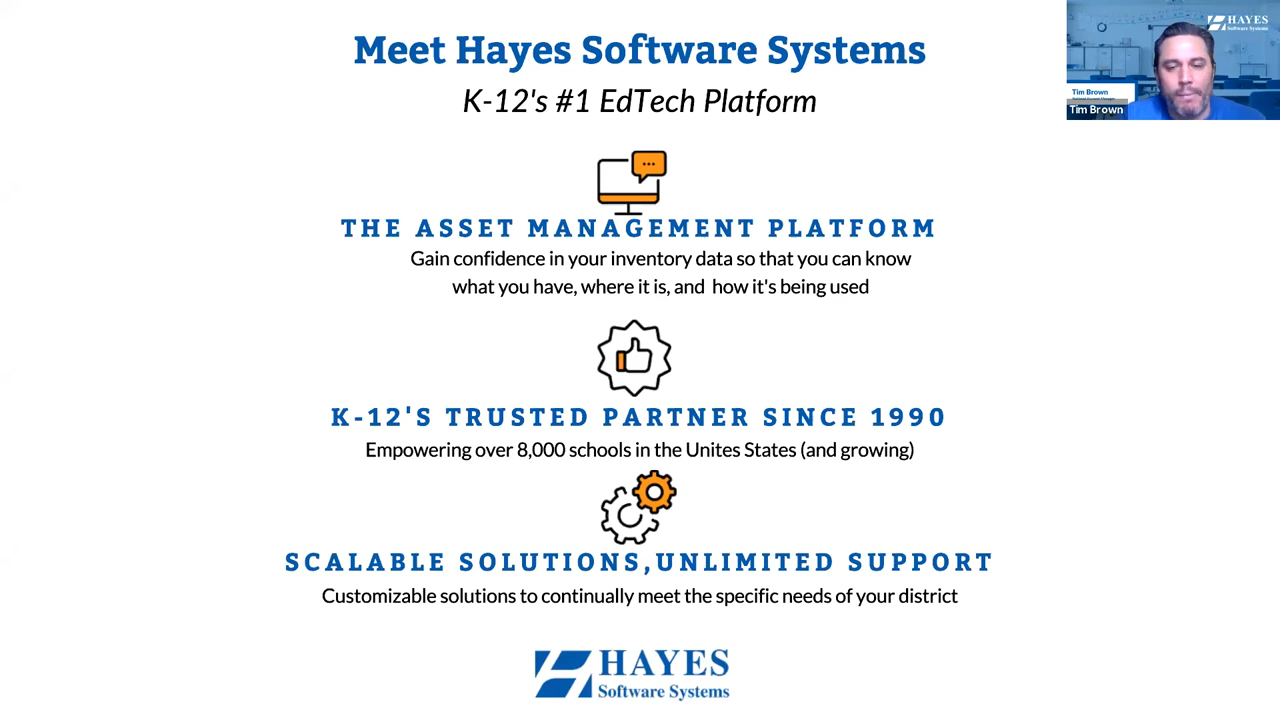 Meet Hayes Software Systems
K-12's #1 EdTech Platform
THE ASSET MANAGEMENT PLATFORM
Gain confidence in your inventory data so that you can know
what you have, where it is, and how it's being used
K-12'S TRUSTED PARTNER SINCE 1990
Empowering over 8,000 schools in the Unites States (and growing)
SCALABLE SOLUTIONS,UNLIMITED SUPPORT
Customizable solutions to continually meet the specific needs of your district
HAYES
Software Systems
HAYES
Software Systems
Tim Brown
Tim Brown